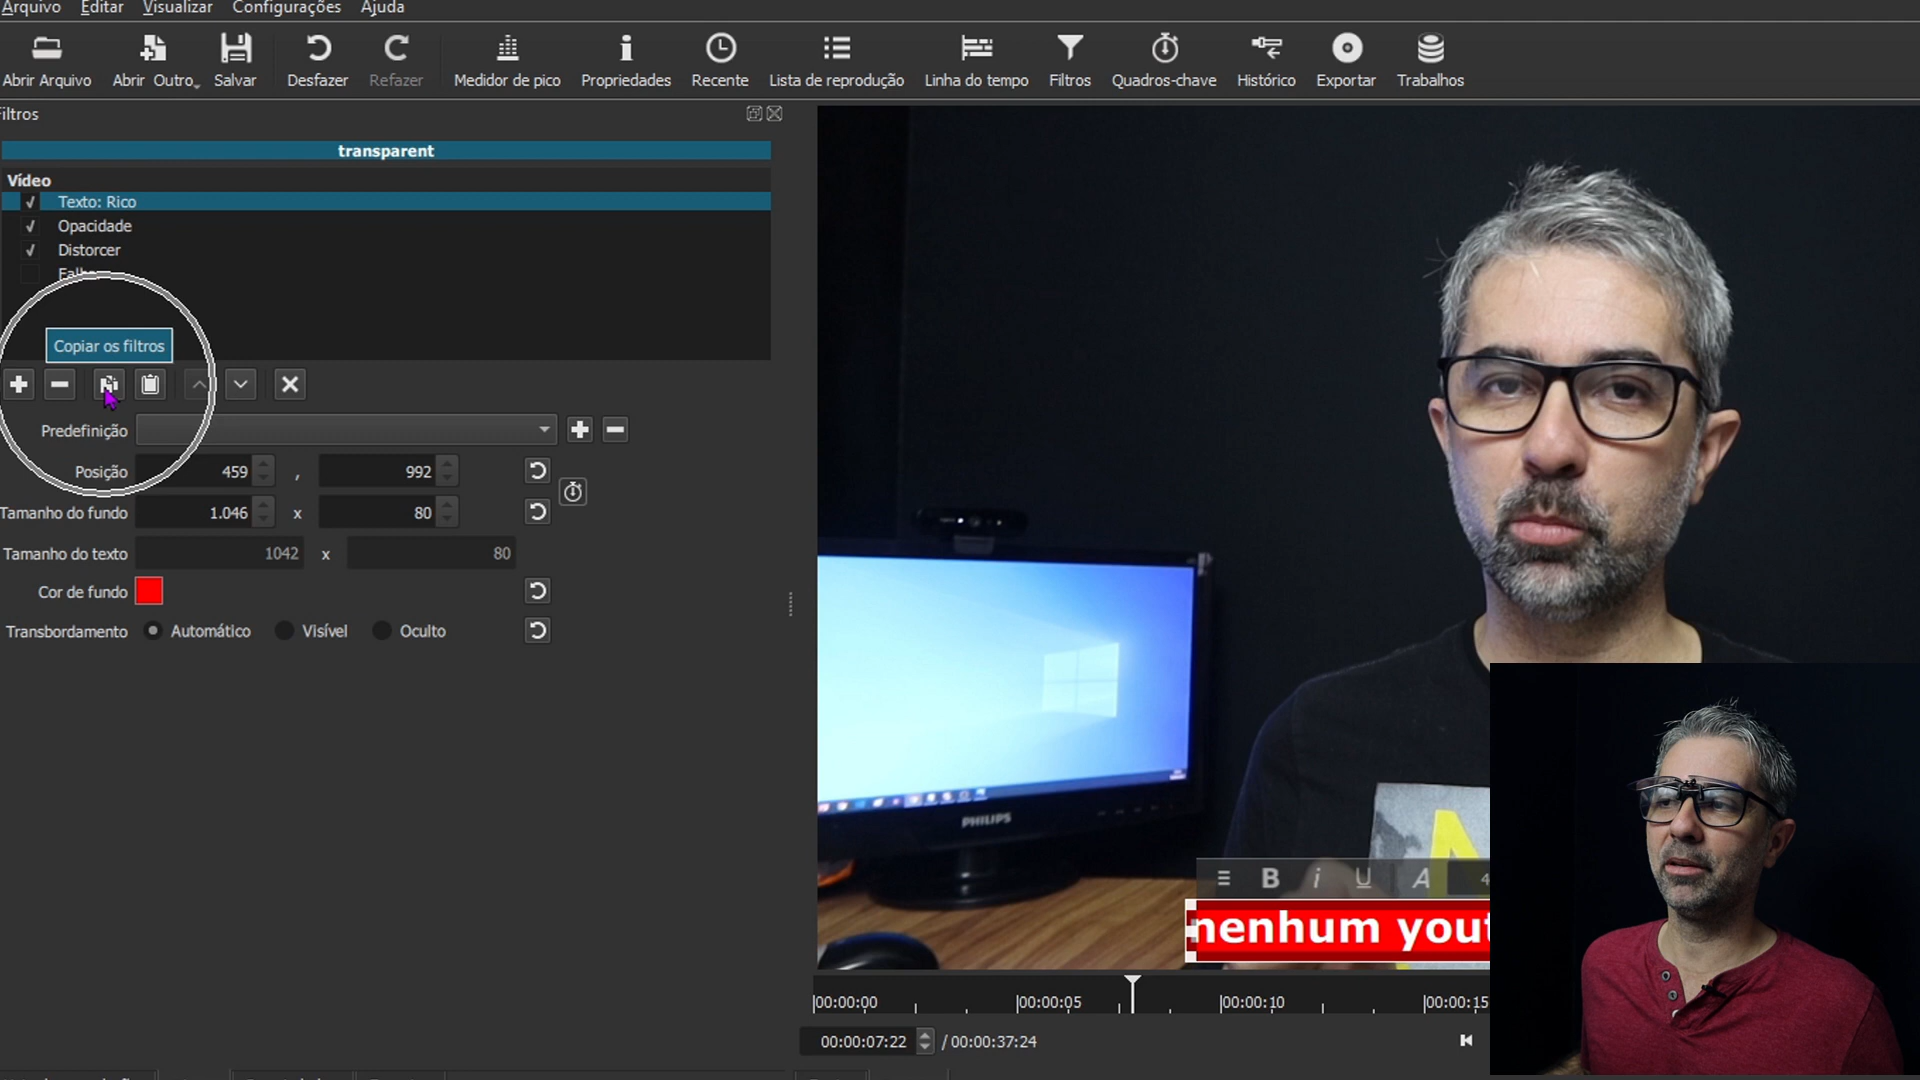 Arquivo Editar Visualizar Configurações Ajuda
Abrir Arquivo Abrir Outro Salvar Desfazer Refazer Medidor de pico Propriedades Recente Lista de reprodução Linha do tempo Filtros Quadros-chave Histórico Exportar Trabalhos
iltros
transparent
Vídeo
Texto: Rico
Opacidade
Distorcer
Copiar os filtros
Predefinição
Posição 459 , 992
Tamanho do fundo 1.046 x 80
Tamanho do texto 1042 x 80
Cor de fundo
Transbordamento Automático Visível Oculto
PHILIPS
B i U A 4
nenhum yout
00:00:00 00:00:05 00:00:10 00:00:15
00:00:07:22 / 00:00:37:24